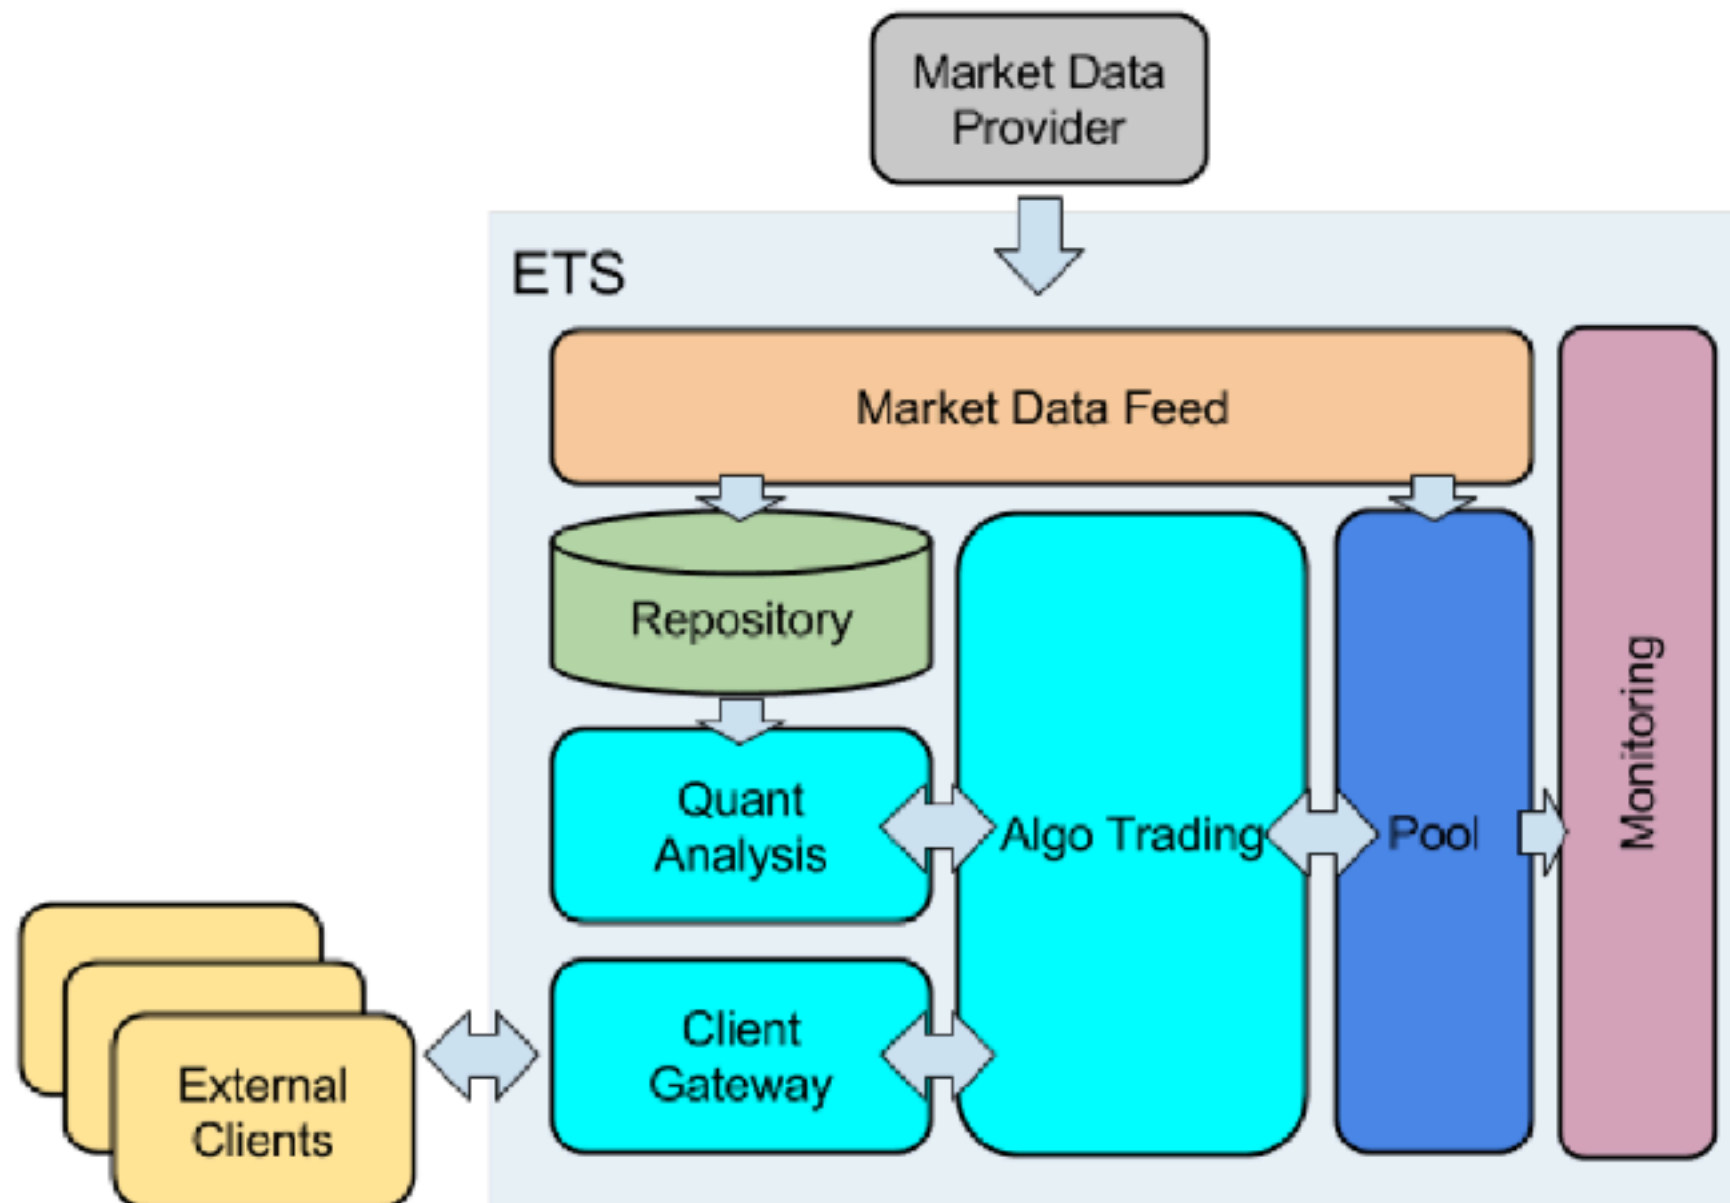 Market Data
Provider
ETS
Market Data Feed
Repository
Quant
Analysis
Algo Trading
Pool
Monitoring
Client
Gateway
External
Clients